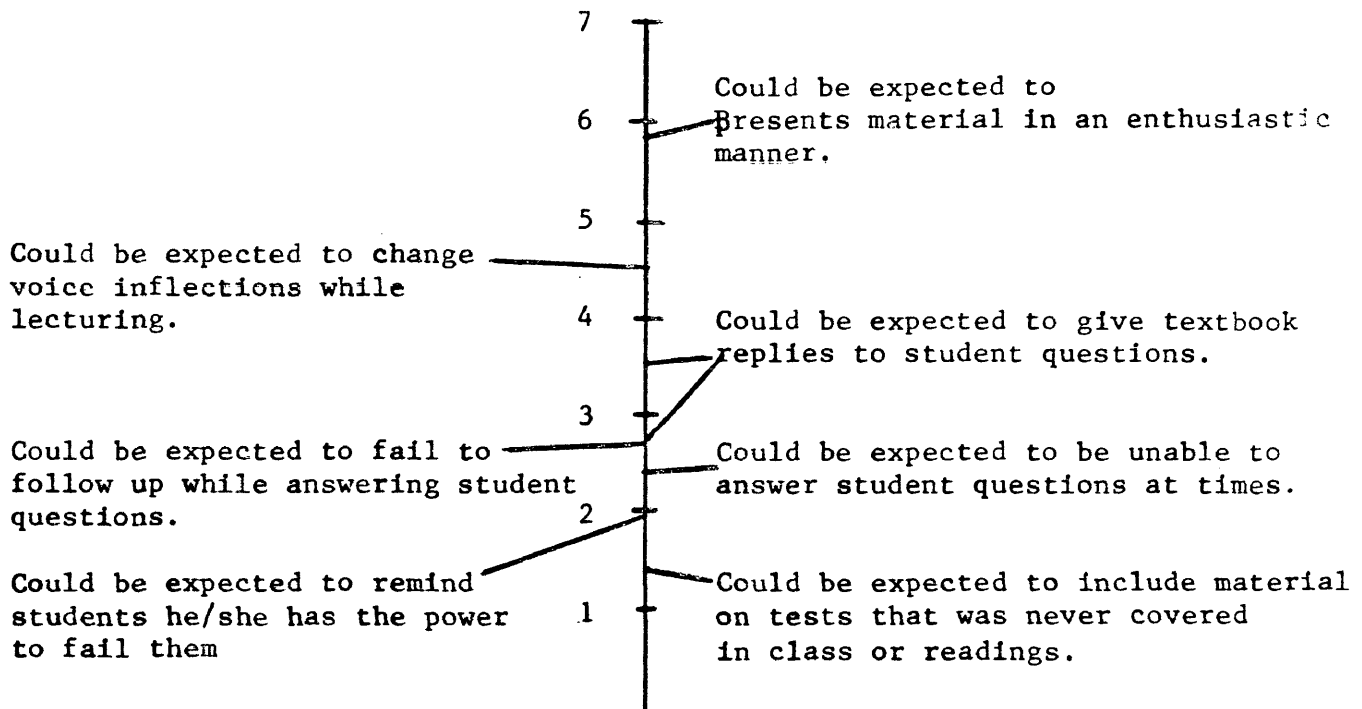 7
Could be expected to
Presents material in an enthusiastic
manner.
6
5
Could be expected to change
voice inflections while
lecturing.
4
Could be expected to give textbook
replies to student questions.
3
Could be expected to fail to
follow up while answering student
questions.
Could be expected to be unable to
answer student questions at times.
2
Could be expected to remind
students he/she has the power
to fail them
Could be expected to include material
on tests that was never covered
in class or readings.
1